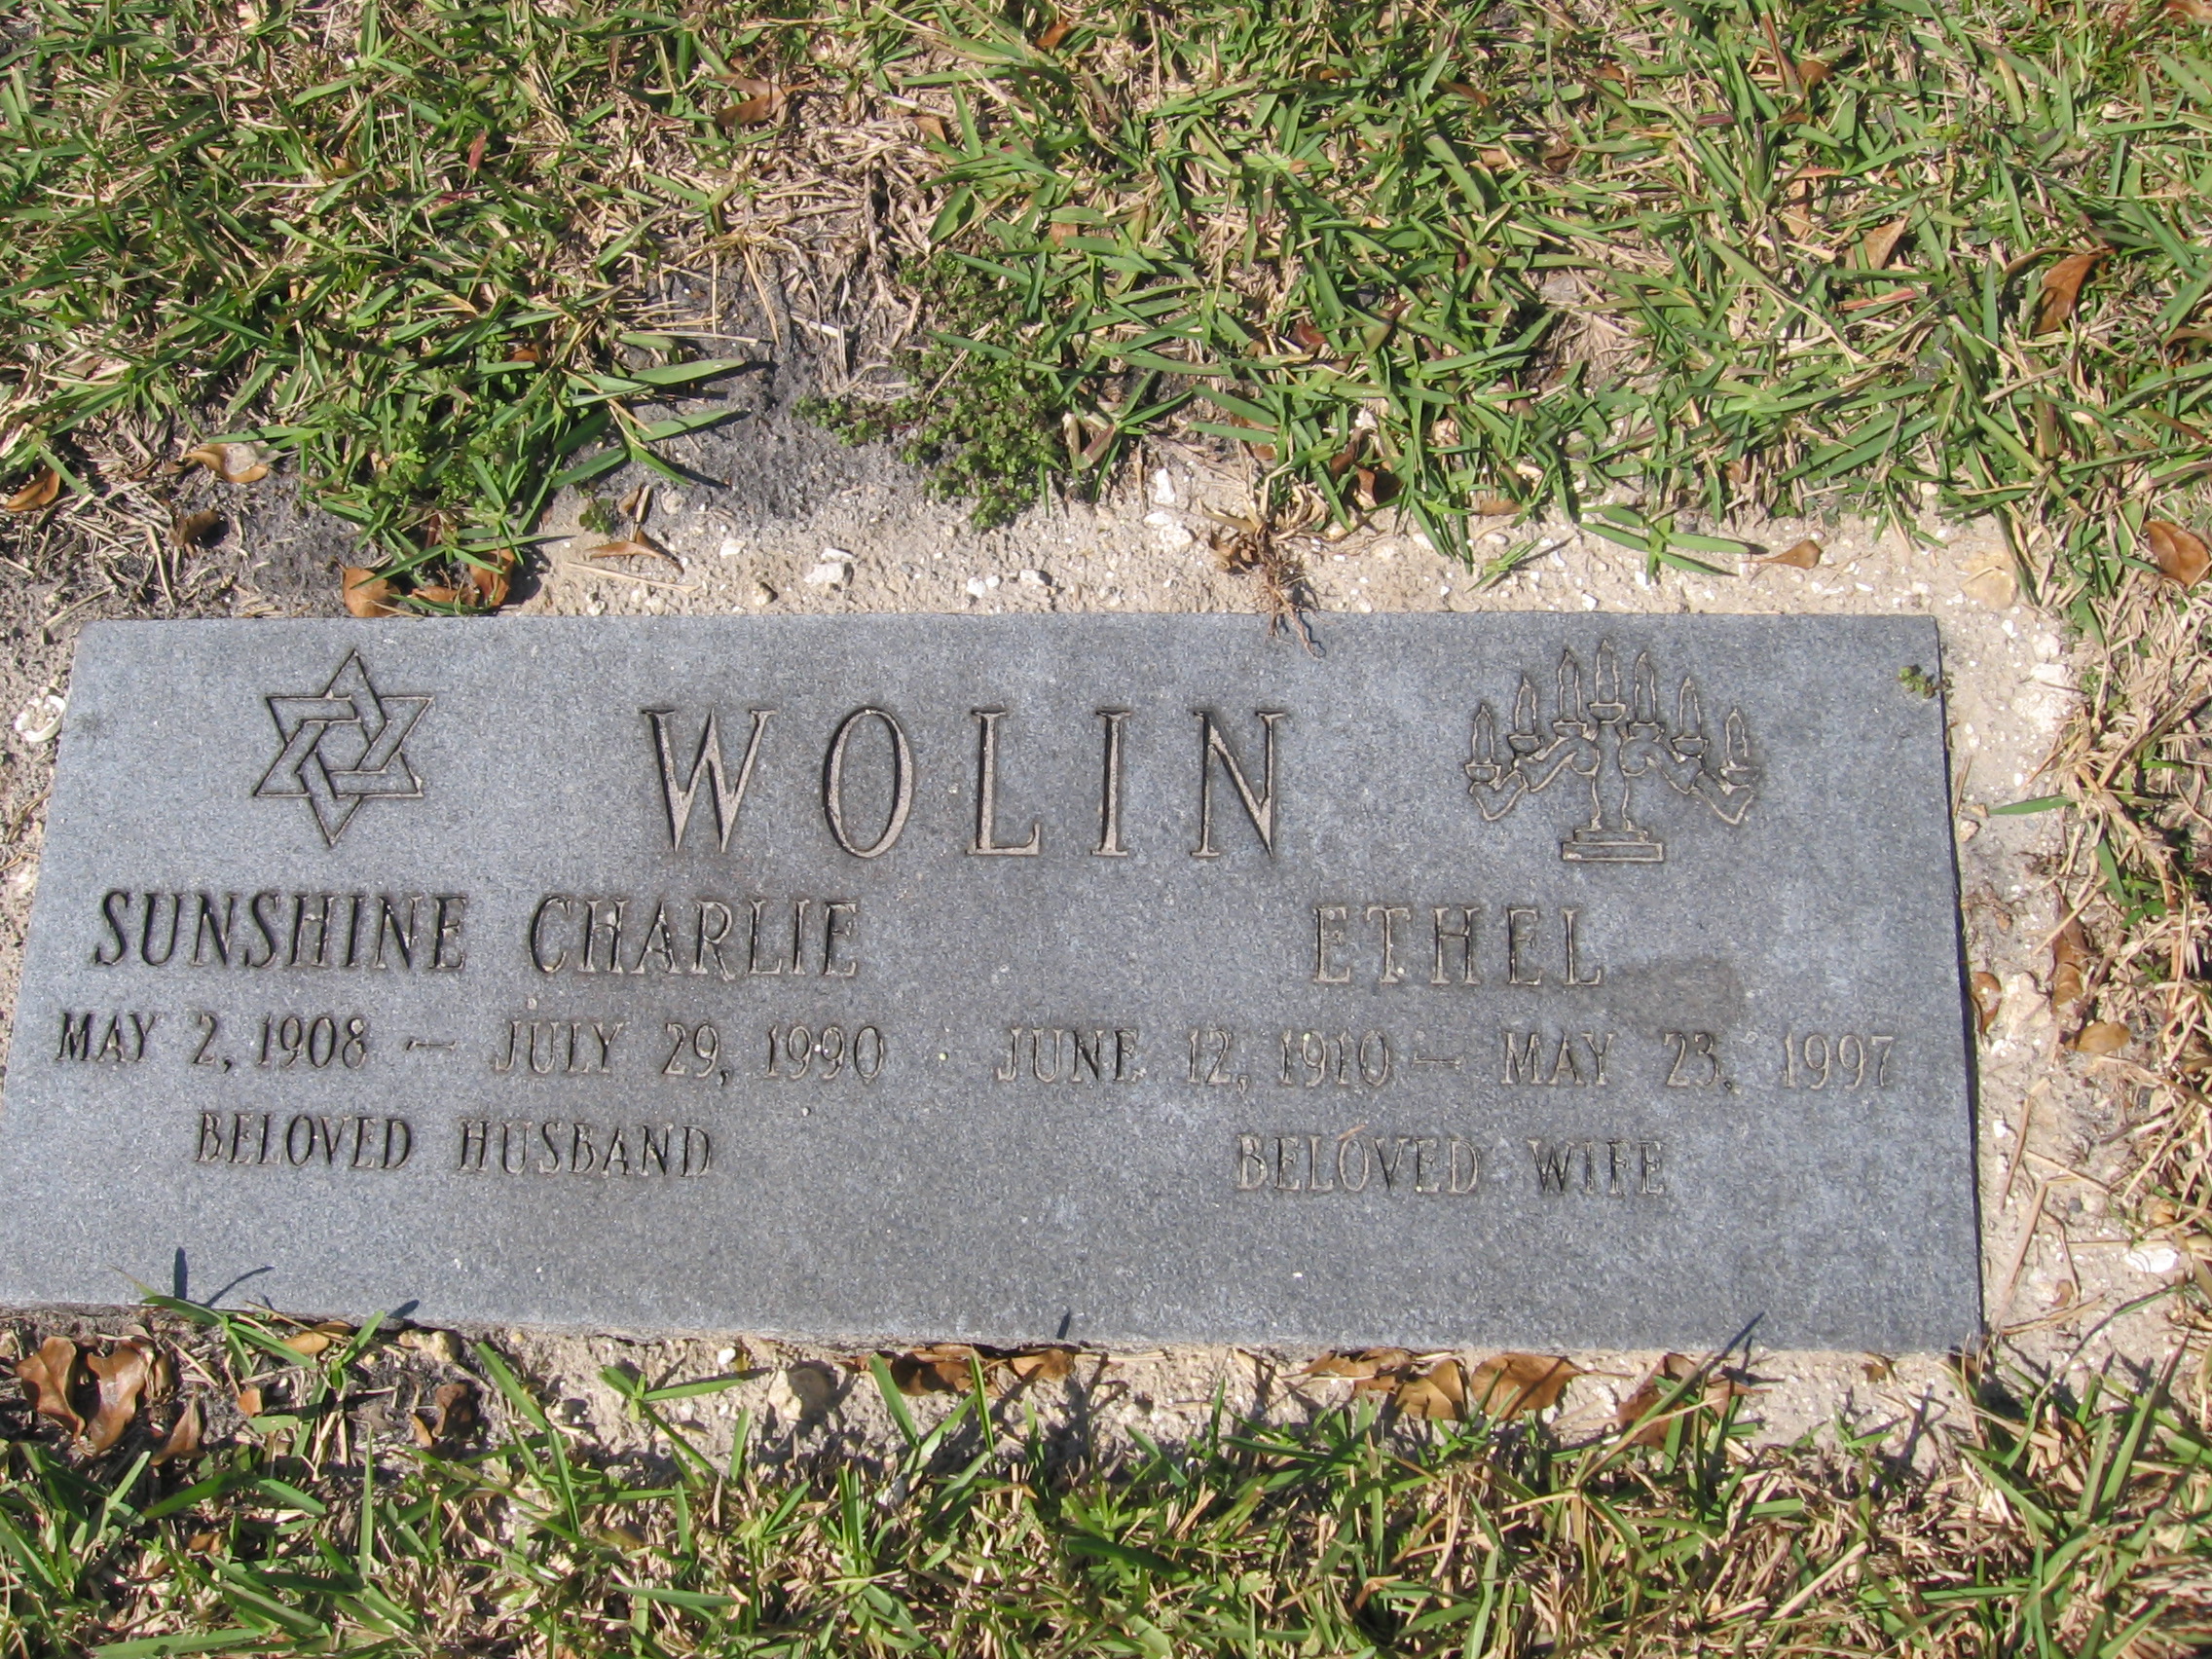 WOLIN
SUNSHINE CHARLIE ETHEL
MAY 2, 1908 — JULY 29, 1990 JUNE 12, 1910 — MAY 23, 1997
BELOVED HUSBAND BELOVED WIFE